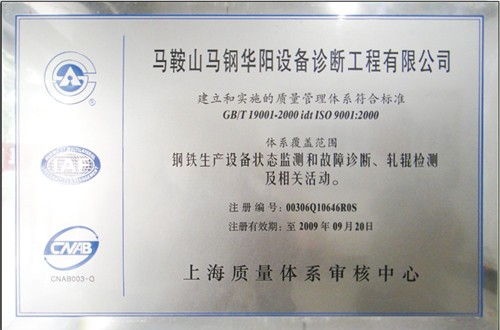 马鞍山马钢华阳设备诊断工程有限公司
建立和实施的质量管理体系符合标准
GB/T 19001-2000 idt ISO 9001:2000
体系覆盖范围
钢铁生产设备状态监测和故障诊断、轧辊检测
及相关活动。
注册编号：00306Q10646R0S
注册有效期：至 2009 年 09 月 20 日
上海质量体系审核中心
IAF
CNAB
CNAB003-Q